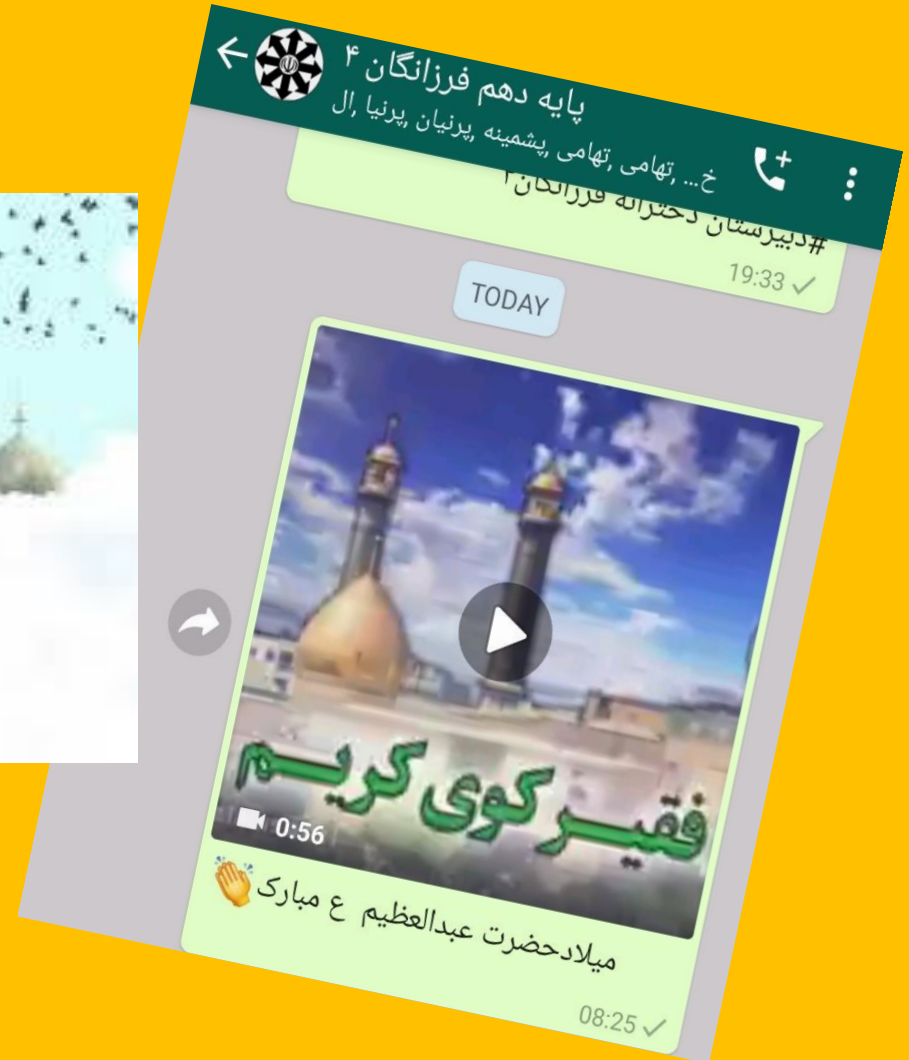 پایه دهم فرزانگان ۴
خ... ,تهامی ,تهامی ,پشمینه ,پرنیان ,پرنیا ,ال
#دبیرستان دخترانه فرزانگان۴
19:33
TODAY
فقیر کوی کریم
0:56
میلادحضرت عبدالعظیم ع مبارک👏
08:25